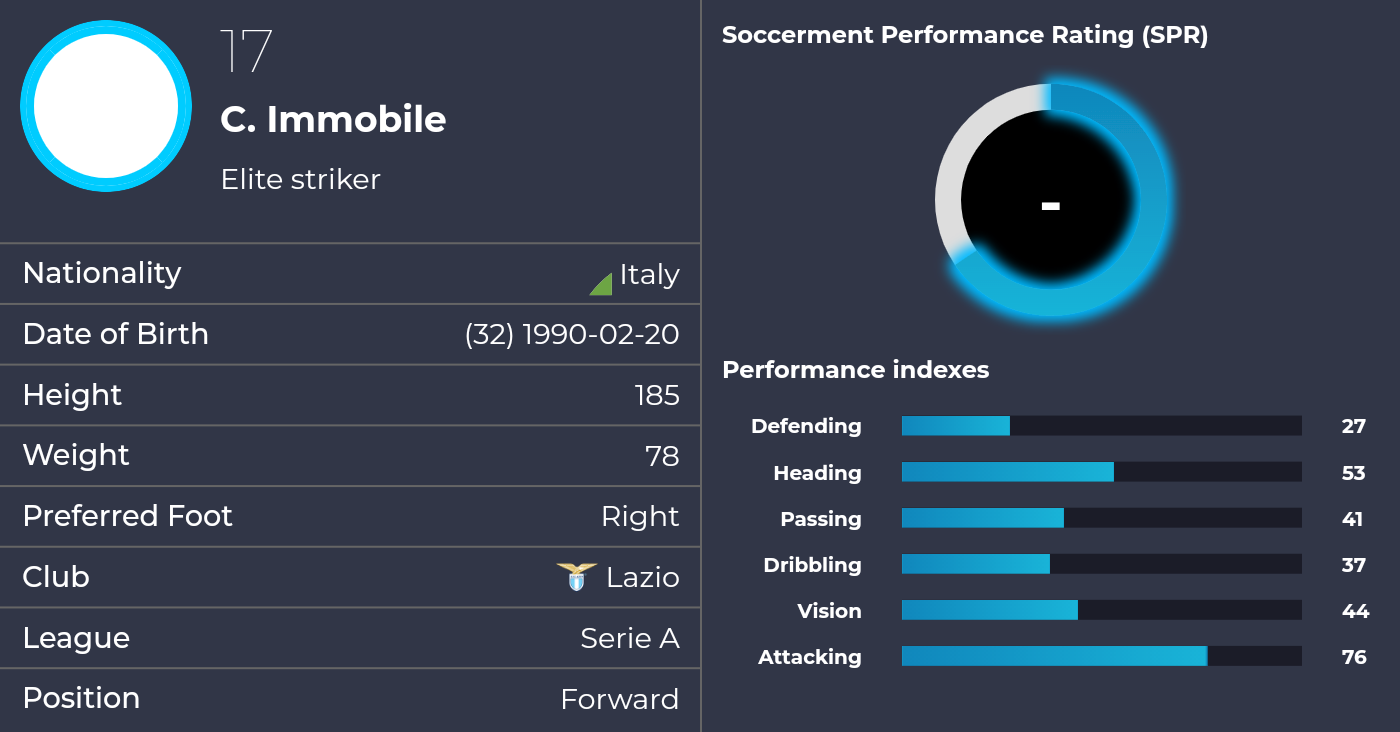 17
C. Immobile
Elite striker
Nationality Italy
Date of Birth (32) 1990-02-20
Height 185
Weight 78
Preferred Foot Right
Club Lazio
League Serie A
Position Forward
Soccerment Performance Rating (SPR)
-
Performance indexes
Defending 27
Heading 53
Passing 41
Dribbling 37
Vision 44
Attacking 76